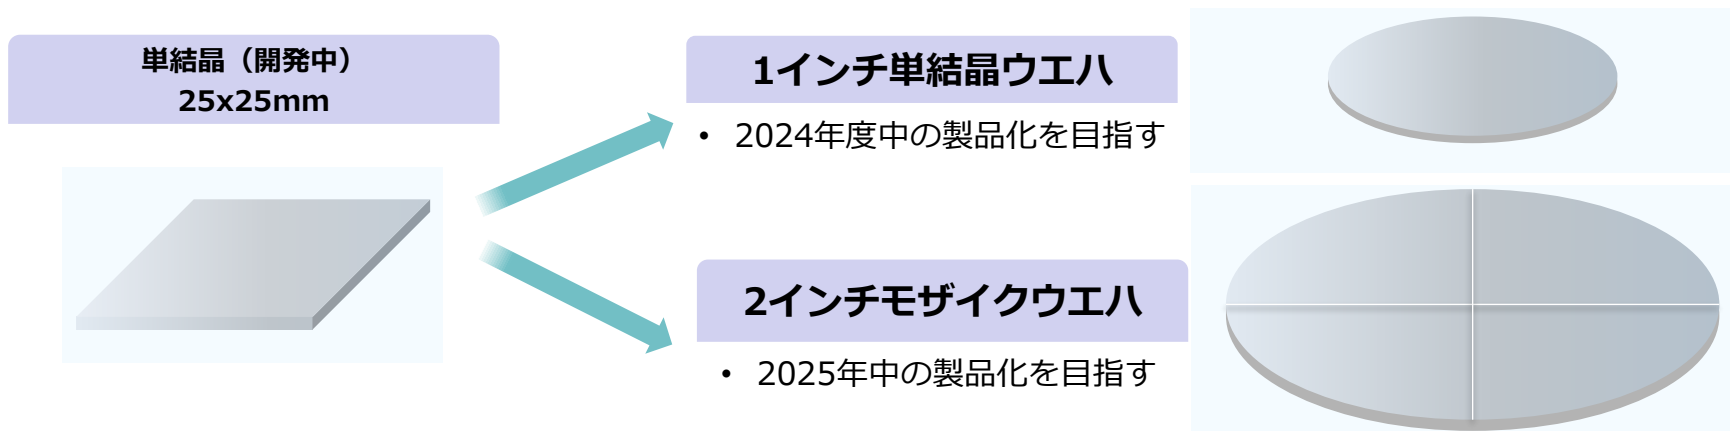 単結晶（開発中）
25x25mm
1インチ単結晶ウエハ
• 2024年度中の製品化を目指す
2インチモザイクウエハ
• 2025年中の製品化を目指す